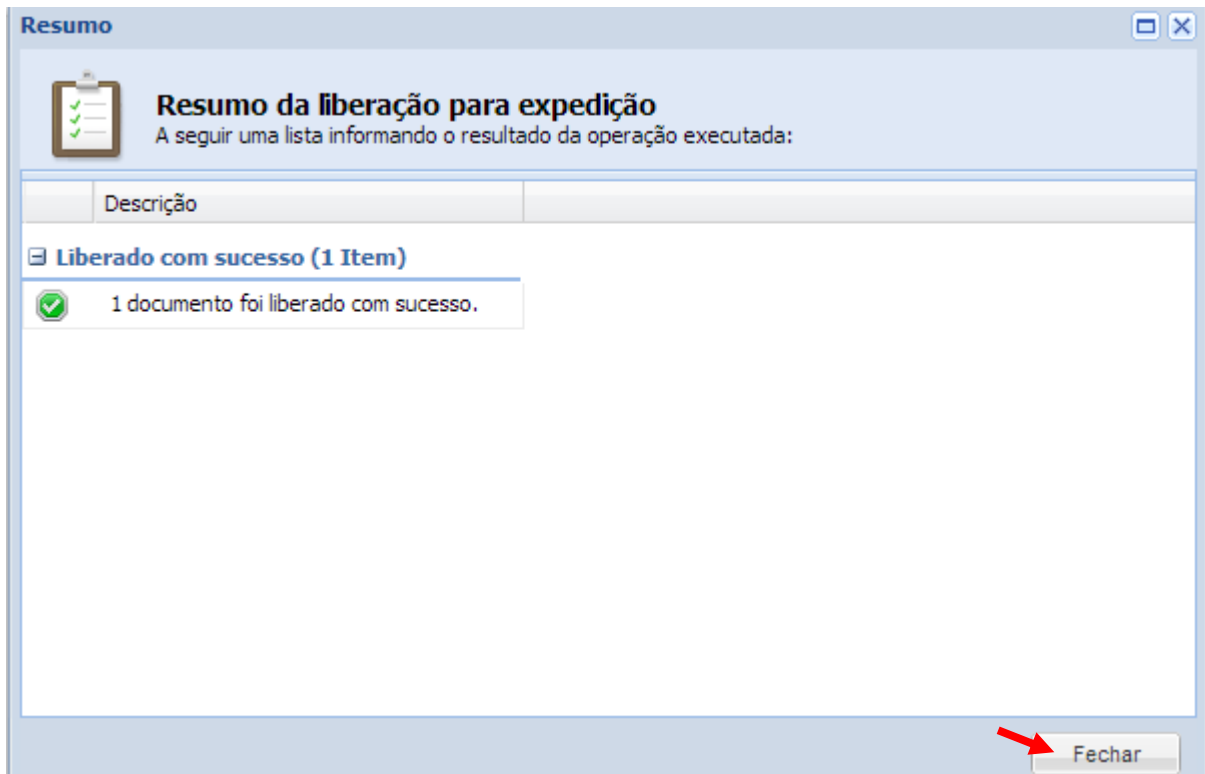 Resumo
Resumo da liberação para expedição
A seguir uma lista informando o resultado da operação executada:
Descrição
Liberado com sucesso (1 Item)
1 documento foi liberado com sucesso.
Fechar